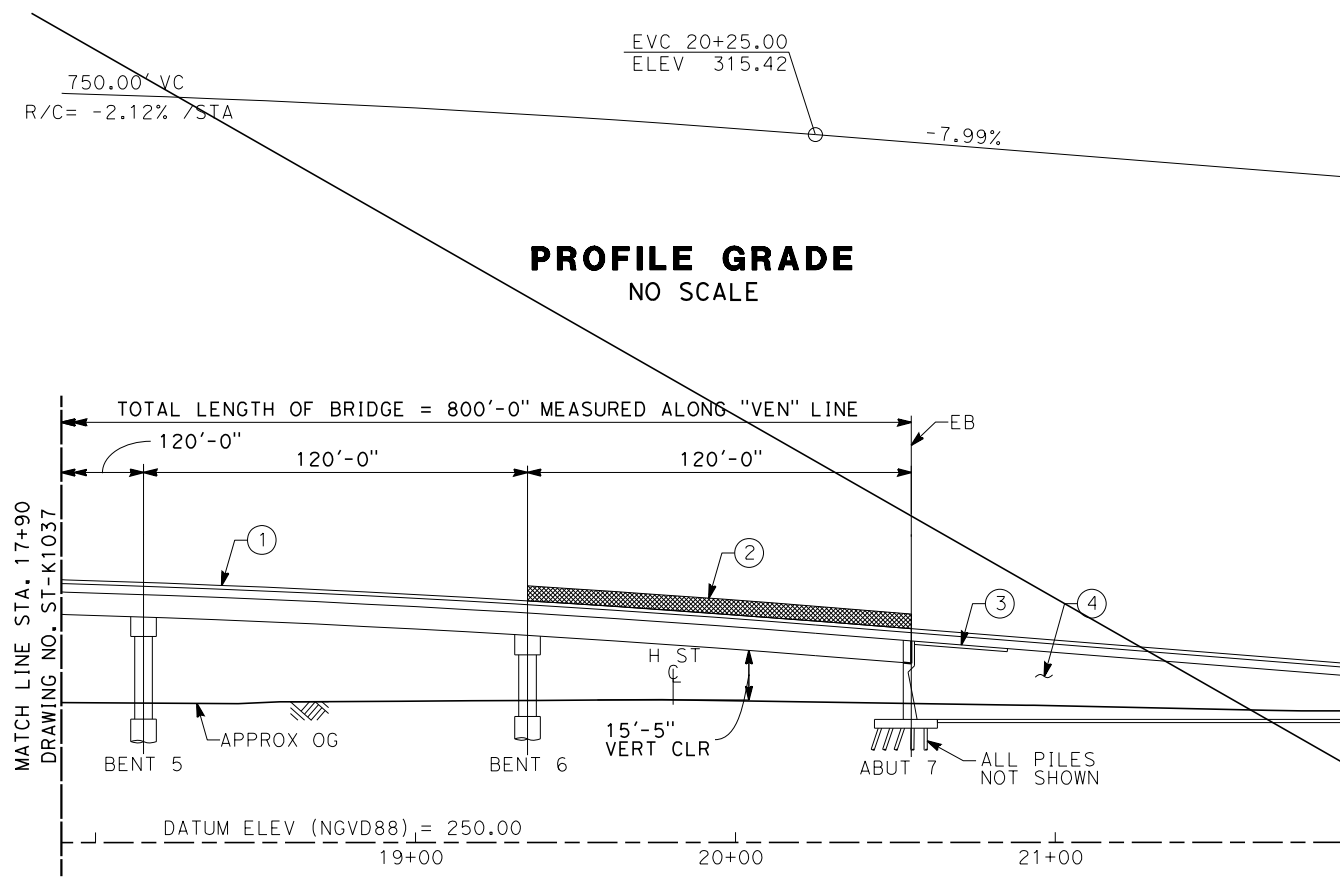 EVC 20+25.00
ELEV 315.42
750.00' VC
R/C= -2.12% /STA
-7.99%
PROFILE GRADE
NO SCALE
TOTAL LENGTH OF BRIDGE = 800'-0" MEASURED ALONG "VEN" LINE
EB
120'-0"
120'-0"
120'-0"
MATCH LINE STA. 17+90
DRAWING NO. ST-K1037
1
2
3
4
H ST
CL
15'-5"
VERT CLR
APPROX OG
BENT 5
BENT 6
ABUT 7
ALL PILES
NOT SHOWN
DATUM ELEV (NGVD88) = 250.00
19+00
20+00
21+00